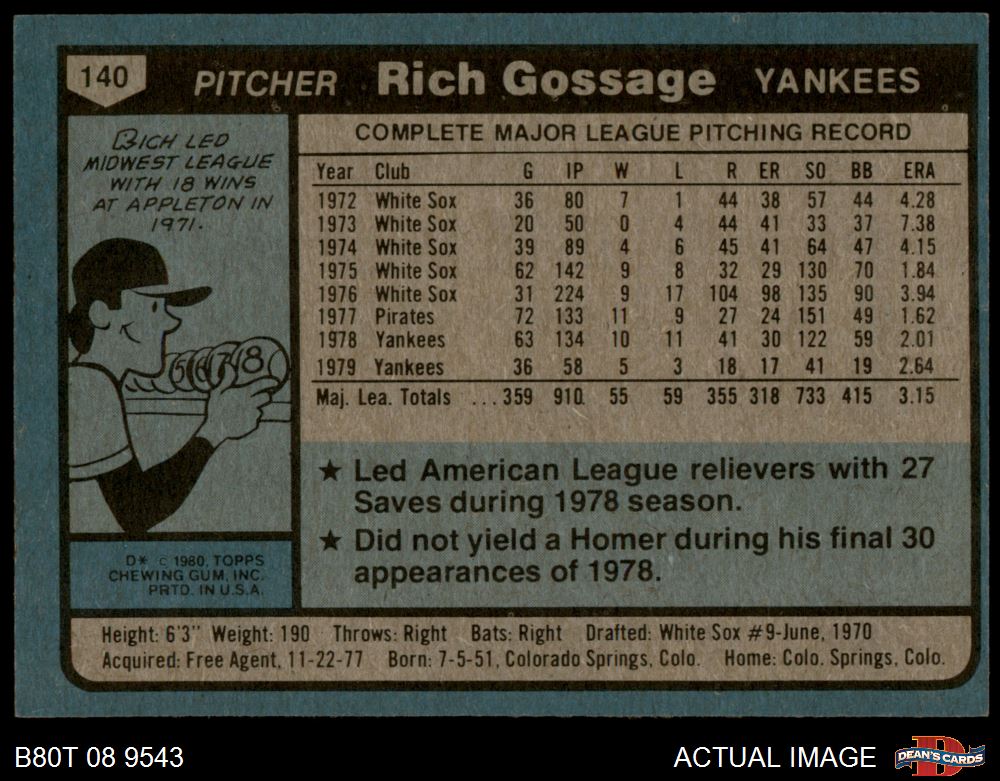 140 PITCHER Rich Gossage YANKEES
RICH LED
MIDWEST LEAGUE
WITH 18 WINS
AT APPLETON IN
1971.
5 6 7 8
D* © 1980, TOPPS
CHEWING GUM, INC.
PRTD. IN U.S.A.
COMPLETE MAJOR LEAGUE PITCHING RECORD
Year Club G IP W L R ER SO BB ERA
1972 White Sox 36 80 7 1 44 38 57 44 4.28
1973 White Sox 20 50 0 4 44 41 33 37 7.38
1974 White Sox 39 89 4 6 45 41 64 47 4.15
1975 White Sox 62 142 9 8 32 29 130 70 1.84
1976 White Sox 31 224 9 17 104 98 135 90 3.94
1977 Pirates 72 133 11 9 27 24 151 49 1.62
1978 Yankees 63 134 10 11 41 30 122 59 2.01
1979 Yankees 36 58 5 3 18 17 41 19 2.64
Maj. Lea. Totals ...359 910 55 59 355 318 733 415 3.15
★ Led American League relievers with 27
Saves during 1978 season.
★ Did not yield a Homer during his final 30
appearances of 1978.
Height: 6'3" Weight: 190 Throws: Right Bats: Right Drafted: White Sox #9-June, 1970
Acquired: Free Agent, 11-22-77 Born: 7-5-51, Colorado Springs, Colo. Home: Colo. Springs, Colo.
B80T 08 9543
ACTUAL IMAGE
D
DEAN'S CARDS